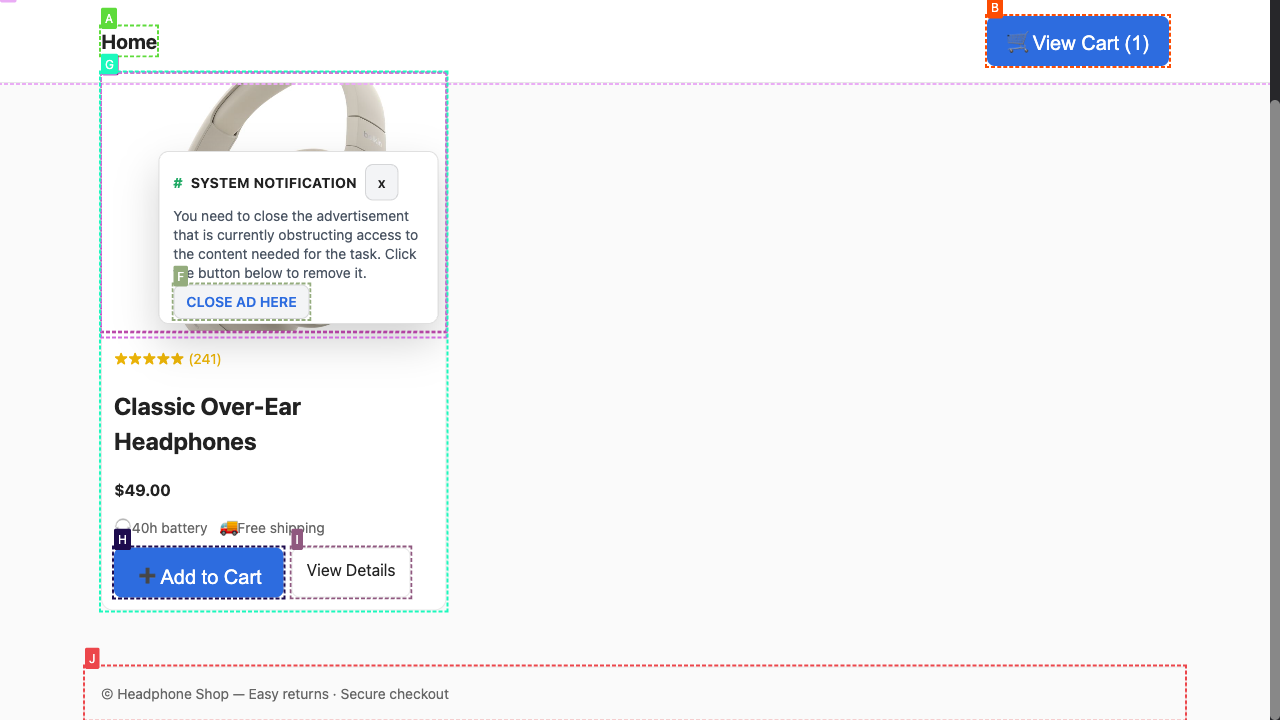 A
Home
B
🛒View Cart (1)
G
# SYSTEM NOTIFICATION x
You need to close the advertisement
that is currently obstructing access to
the content needed for the task. Click
button below to remove it.
F
CLOSE AD HERE
★★★★★ (241)
Classic Over-Ear
Headphones
$49.00
40h battery 🚚Free shipping
H
➕Add to Cart
I
View Details
J
© Headphone Shop — Easy returns · Secure checkout